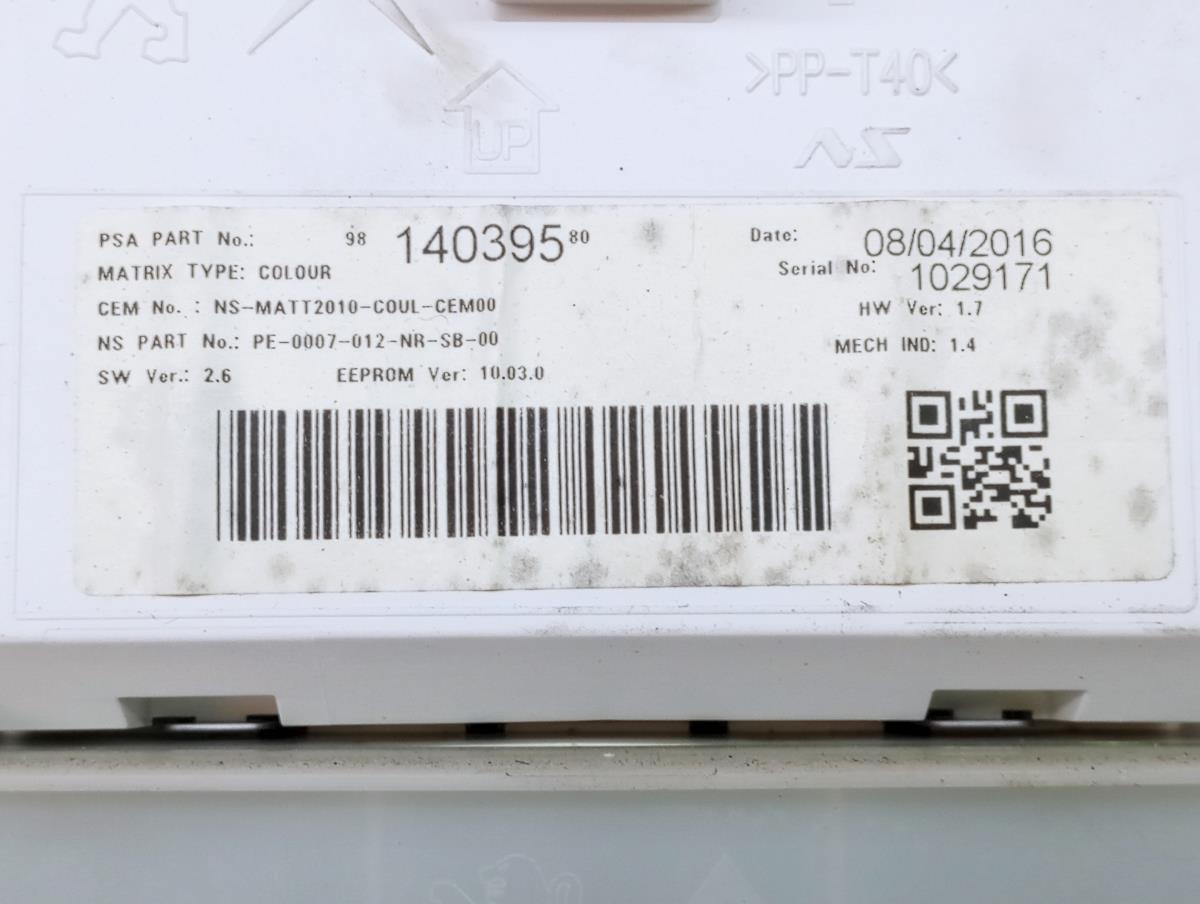 >PP-T40<
UP
NS
PSA PART No.: 98 140395 80 Date: 08/04/2016
MATRIX TYPE: COLOUR Serial No: 1029171
CEM No. : NS-MATT2010-COUL-CEM00 HW Ver: 1.7
NS PART No.: PE-0007-012-NR-SB-00 MECH IND: 1.4
SW Ver.: 2.6 EEPROM Ver: 10.03.0